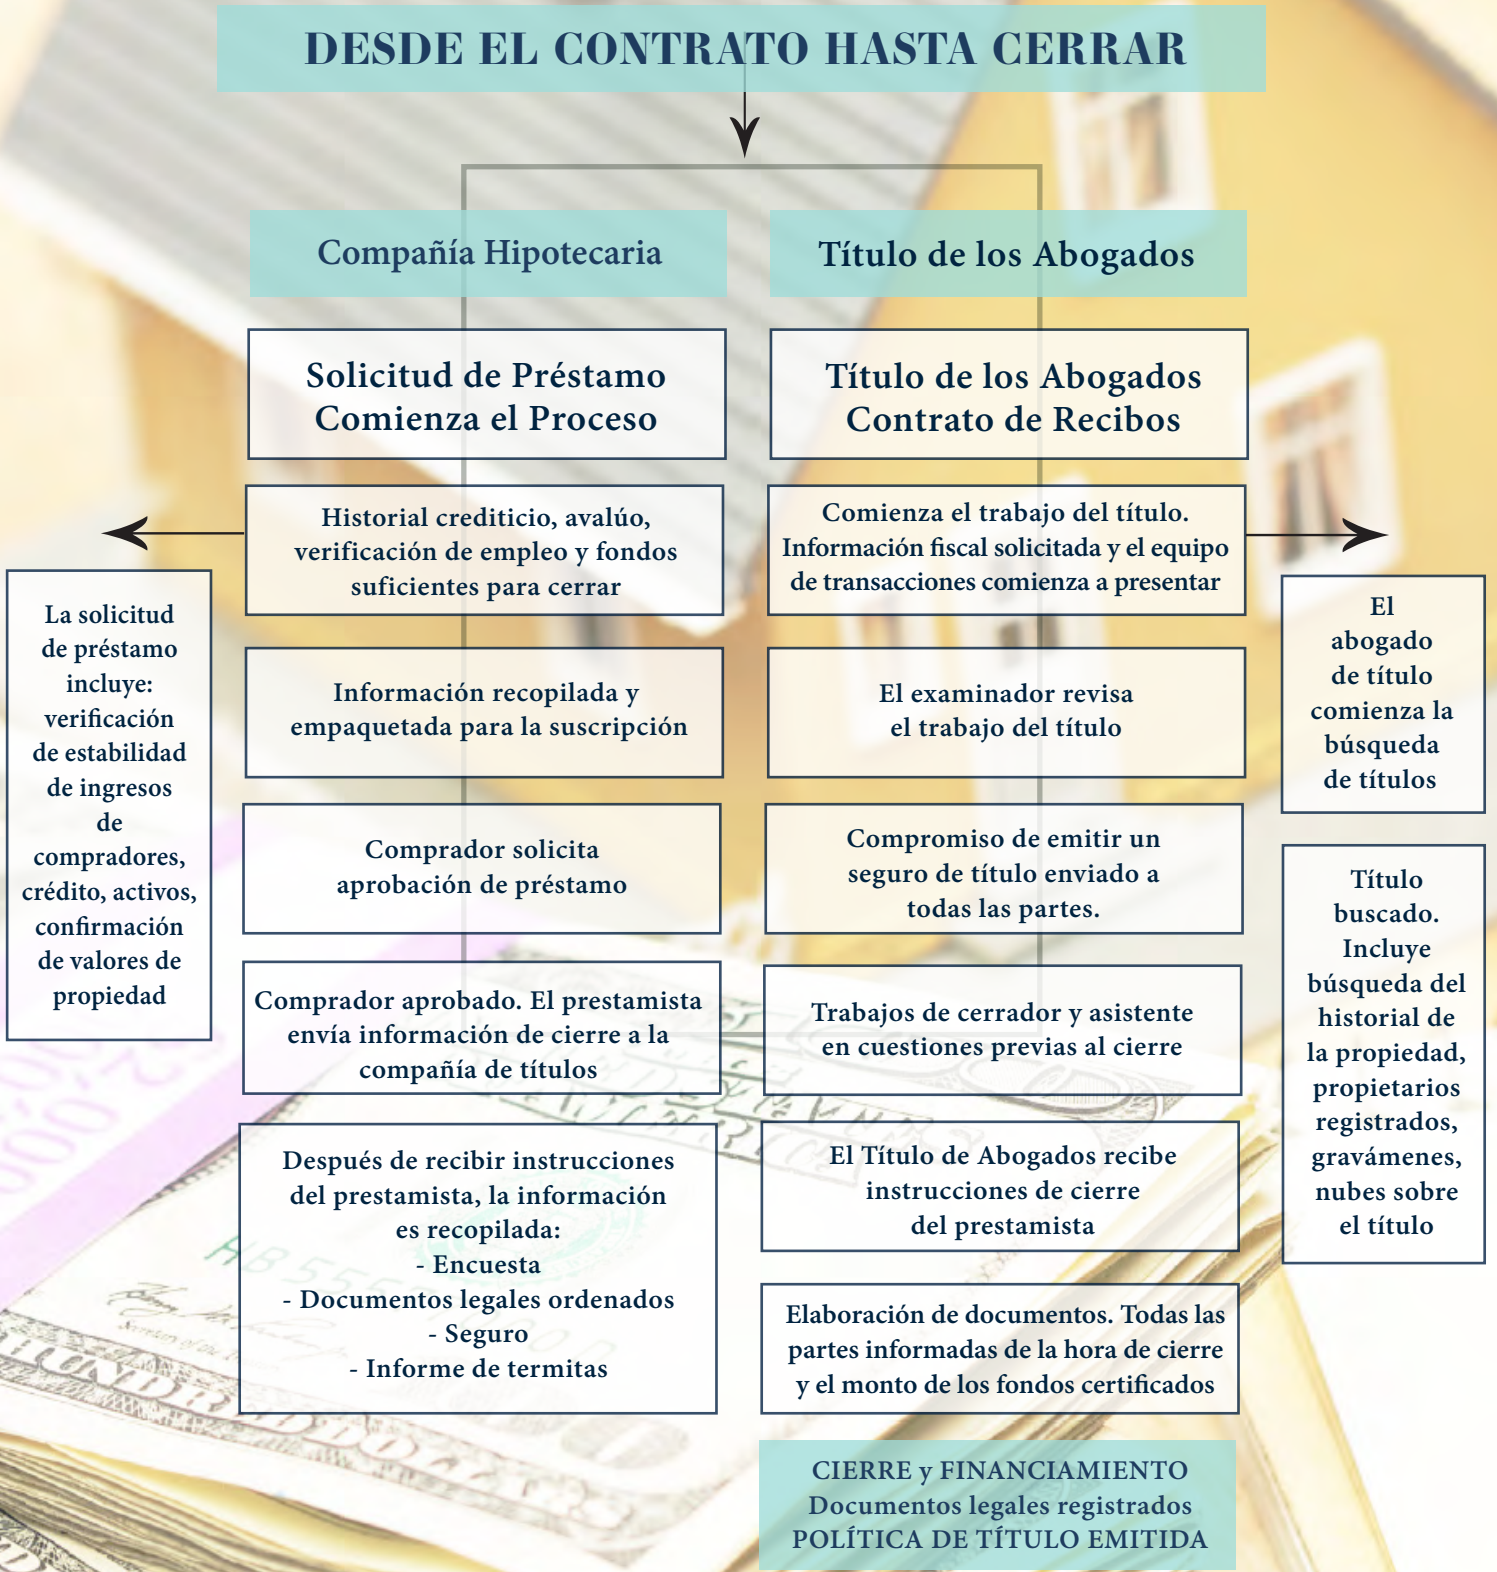 DESDE EL CONTRATO HASTA CERRAR
Compañía Hipotecaria
Solicitud de Préstamo
Comienza el Proceso
Historial crediticio, avalúo,
verificación de empleo y fondos
suficientes para cerrar
La solicitud
de préstamo
incluye:
verificación
de estabilidad
de ingresos
de
compradores,
crédito, activos,
confirmación
de valores de
propiedad
Información recopilada y
empaquetada para la suscripción
Comprador solicita
aprobación de préstamo
Comprador aprobado. El prestamista
envía información de cierre a la
compañía de títulos
Después de recibir instrucciones
del prestamista, la información
es recopilada:
- Encuesta
- Documentos legales ordenados
- Seguro
- Informe de termitas
Título de los Abogados
Título de los Abogados
Contrato de Recibos
Comienza el trabajo del título.
Información fiscal solicitada y el equipo
de transacciones comienza a presentar
El
abogado
de título
comienza la
búsqueda
de títulos
Título
buscado.
Incluye
búsqueda del
historial de
la propiedad,
propietarios
registrados,
gravámenes,
nubes sobre
el título
El examinador revisa
el trabajo del título
Compromiso de emitir un
seguro de título enviado a
todas las partes.
Trabajos de cerrador y asistente
en cuestiones previas al cierre
El Título de Abogados recibe
instrucciones de cierre
del prestamista
Elaboración de documentos. Todas las
partes informadas de la hora de cierre
y el monto de los fondos certificados
CIERRE y FINANCIAMIENTO
Documentos legales registrados
POLÍTICA DE TÍTULO EMITIDA